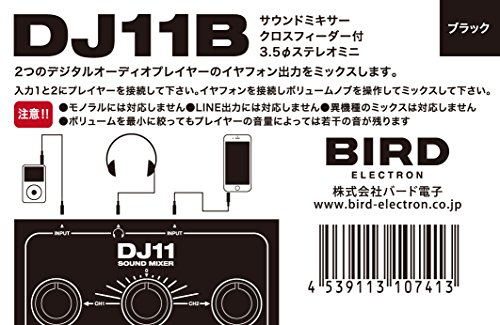 DJ11B
サウンドミキサー
クロスフィーダー付
3.5φステレオミニ
ブラック
2つのデジタルオーディオプレイヤーのイヤフォン出力をミックスします。
入力1と2にプレイヤーを接続して下さい。イヤフォンを接続しボリュームノブを操作してミックスして下さい。
注意!!
●モノラルには対応しません●LINE出力には対応しません●異機種のミックスは対応しません
●ボリュームを最小に絞ってもプレイヤーの音量によっては若干の音が残ります
BIRD
ELECTRON
株式会社バード電子
www.bird-electron.co.jp
INPUT
INPUT
DJ11
SOUND MIXER
0
CH1
CH2
4 539113 107413